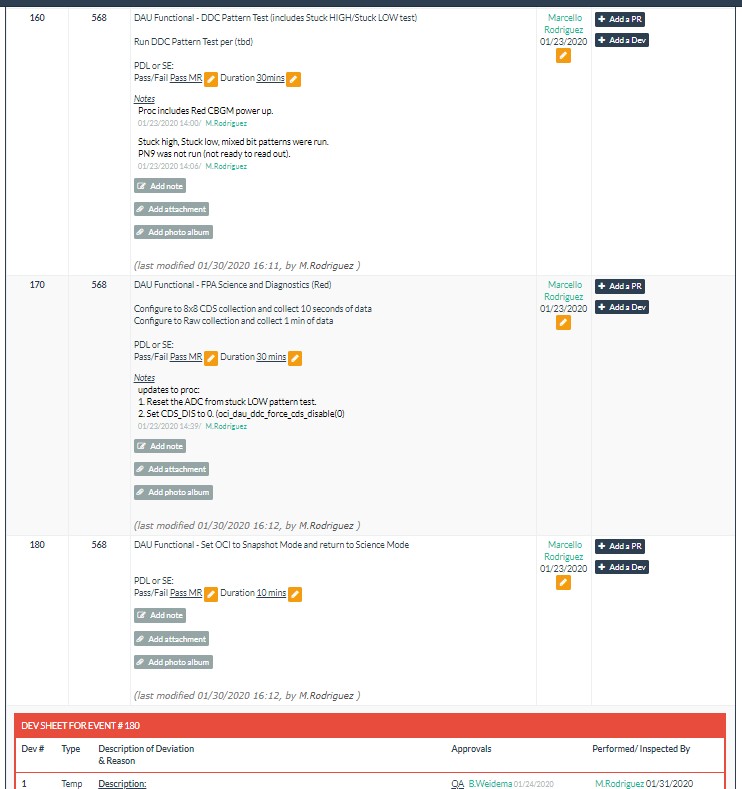 160 568 DAU Functional - DDC Pattern Test (includes Stuck HIGH/Stuck LOW test) Marcello + Add a PR
Rodriguez
Run DDC Pattern Test per (tbd) 01/23/2020 + Add a Dev
PDL or SE:
Pass/Fail Pass MR Duration 30mins
Notes
Proc includes Red CBGM power up.
01/23/2020 14:00/ M.Rodriguez
Stuck high, Stuck low, mixed bit patterns were run.
PN9 was not run (not ready to read out).
01/23/2020 14:06/ M.Rodriguez
Add note
Add attachment
Add photo album
(last modified 01/30/2020 16:11, by M.Rodriguez )
170 568 DAU Functional - FPA Science and Diagnostics (Red) Marcello + Add a PR
Rodriguez
Configure to 8x8 CDS collection and collect 10 seconds of data 01/23/2020 + Add a Dev
Configure to Raw collection and collect 1 min of data
PDL or SE:
Pass/Fail Pass MR Duration 30 mins
Notes
updates to proc:
1. Reset the ADC from stuck LOW pattern test.
2. Set CDS_DIS to 0. (oci_dau_ddc_force_cds_disable(0)
01/23/2020 14:29/ M.Rodriguez
Add note
Add attachment
Add photo album
(last modified 01/30/2020 16:12, by M.Rodriguez )
180 568 DAU Functional - Set OCI to Snapshot Mode and return to Science Mode Marcello + Add a PR
Rodriguez
01/23/2020 + Add a Dev
PDL or SE:
Pass/Fail Pass MR Duration 10 mins
Add note
Add attachment
Add photo album
(last modified 01/30/2020 16:12, by M.Rodriguez )
DEV SHEET FOR EVENT # 180
Dev # Type Description of Deviation Approvals Performed/ Inspected By
& Reason
1 Temp Description: QA B.Weidema 01/24/2020 M.Rodriguez 01/31/2020